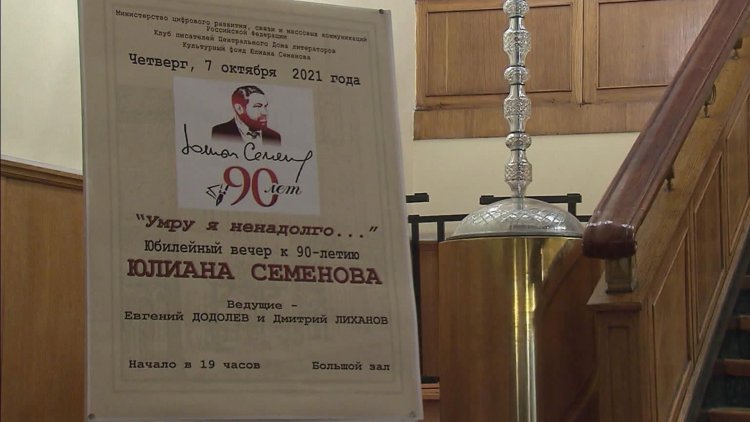 Министерство цифрового развития, связи и массовых коммуникаций
Российской Федерации
Клуб писателей Центрального Дома литераторов
Культурный фонд Юлиана Семенова
Четверг, 7 октября 2021 года
Юлиан Семенов
90 лет
"Умру я ненадолго..."
Юбилейный вечер к 90-летию
ЮЛИАНА СЕМЕНОВА
Ведущие –
Евгений ДОДОЛЕВ и Дмитрий ЛИХАНОВ
Начало в 19 часов Большой зал